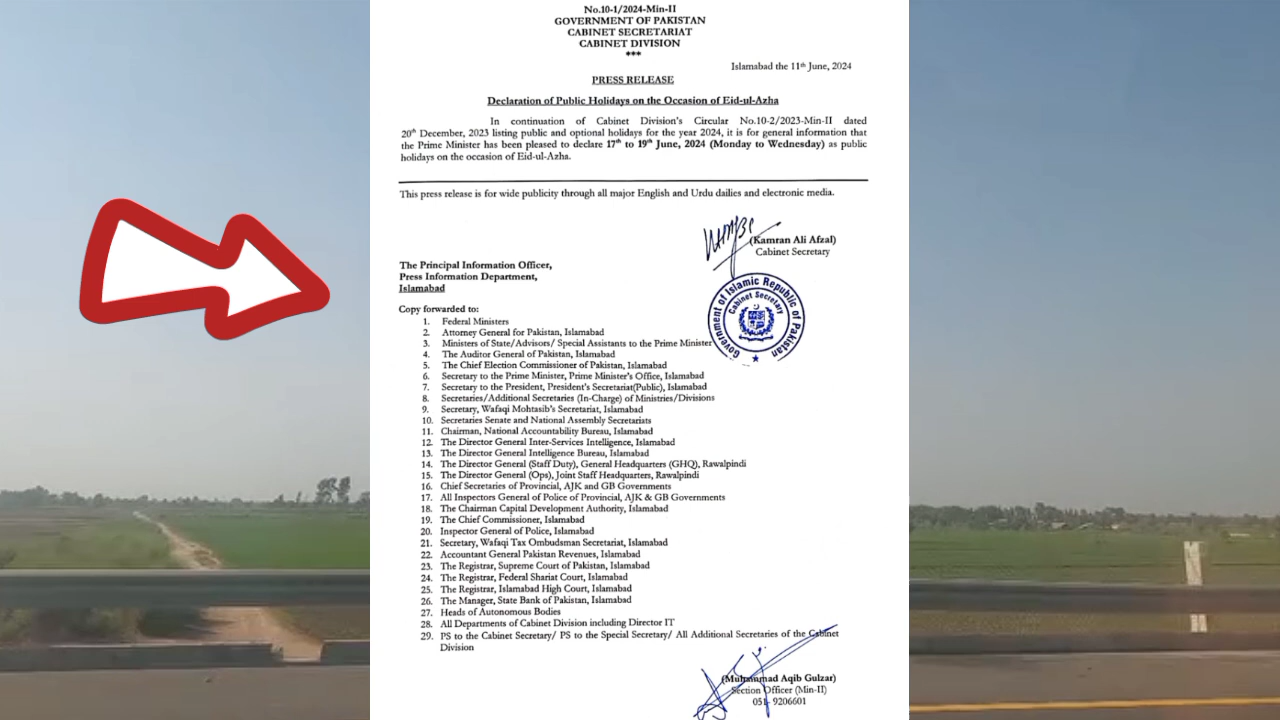 No.10-1/2024-Min-II
GOVERNMENT OF PAKISTAN
CABINET SECRETARIAT
CABINET DIVISION
***
Islamabad the 11th June, 2024
PRESS RELEASE
Declaration of Public Holidays on the Occasion of Eid-ul-Azha
In continuation of Cabinet Division's Circular No.10-2/2023-Min-II dated
20th December, 2023 listing public and optional holidays for the year 2024, it is for general information that
the Prime Minister has been pleased to declare 17th to 19th June, 2024 (Monday to Wednesday) as public
holidays on the occasion of Eid-ul-Azha.
This press release is for wide publicity through all major English and Urdu dailies and electronic media.
(Kamran Ali Afzal)
Cabinet Secretary
The Principal Information Officer,
Press Information Department,
Islamabad
Government of Islamic Republic of Pakistan
Cabinet Secretary
Copy forwarded to:
1. Federal Ministers
2. Attorney General for Pakistan, Islamabad
3. Ministers of State/Advisors/ Special Assistants to the Prime Minister
4. The Auditor General of Pakistan, Islamabad
5. The Chief Election Commissioner of Pakistan, Islamabad
6. Secretary to the Prime Minister, Prime Minister's Office, Islamabad
7. Secretary to the President, President's Secretariat(Public), Islamabad
8. Secretaries/Additional Secretaries (In-Charge) of Ministries/Divisions
9. Secretary, Wafaqi Mohtasib's Secretariat, Islamabad
10. Secretaries Senate and National Assembly Secretariats
11. Chairman, National Accountability Bureau, Islamabad
12. The Director General Inter-Services Intelligence, Islamabad
13. The Director General Intelligence Bureau, Islamabad
14. The Director General (Staff Duty), General Headquarters (GHQ), Rawalpindi
15. The Director General (Ops), Joint Staff Headquarters, Rawalpindi
16. Chief Secretaries of Provincial, AJK and GB Governments
17. All Inspectors General of Police of Provincial, AJK & GB Governments
18. The Chairman Capital Development Authority, Islamabad
19. The Chief Commissioner, Islamabad
20. Inspector General of Police, Islamabad
21. Secretary, Wafaqi Tax Ombudsman Secretariat, Islamabad
22. Accountant General Pakistan Revenues, Islamabad
23. The Registrar, Supreme Court of Pakistan, Islamabad
24. The Registrar, Federal Shariat Court, Islamabad
25. The Registrar, Islamabad High Court, Islamabad
26. The Manager, State Bank of Pakistan, Islamabad
27. Heads of Autonomous Bodies
28. All Departments of Cabinet Division including Director IT
29. PS to the Cabinet Secretary/ PS to the Special Secretary/ All Additional Secretaries of the Cabinet
Division
(Muhammad Aqib Gulzar)
Section Officer (Min-II)
051- 9206601